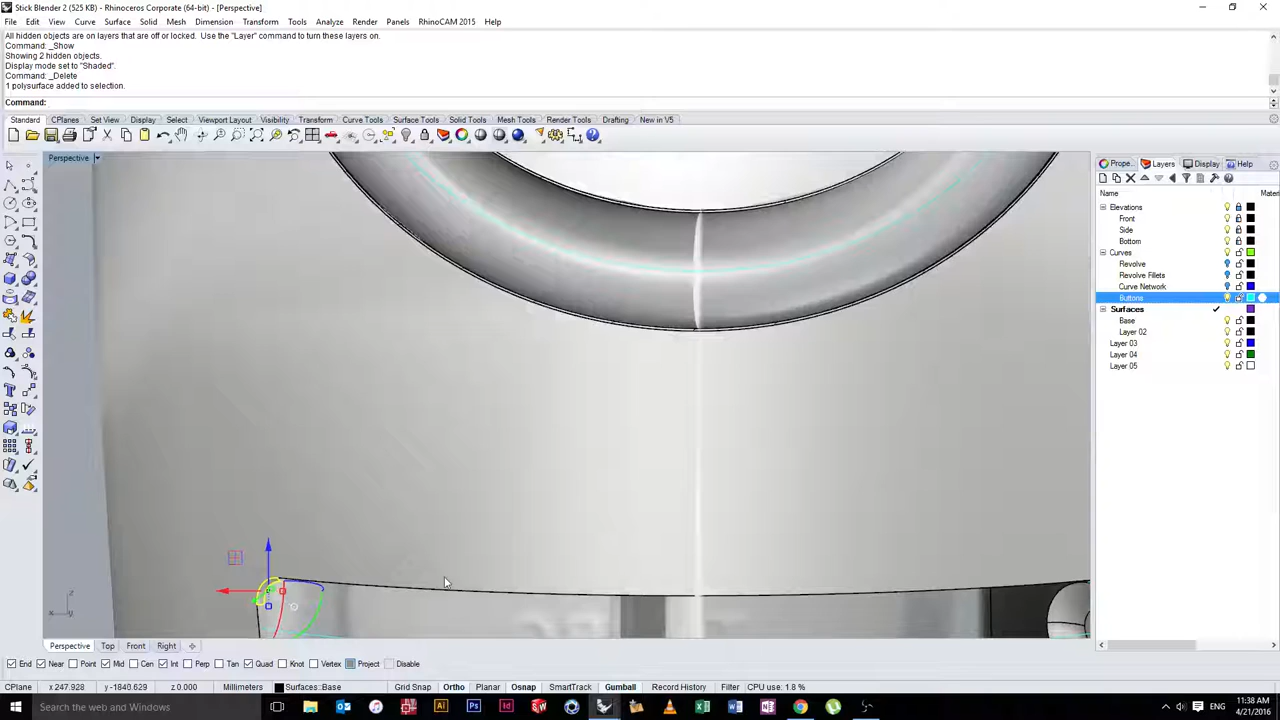 Stick Blender 2 (525 KB) - Rhinoceros Corporate (64-bit) - [Perspective]
File Edit View Curve Surface Solid Mesh Dimension Transform Tools Analyze Render Panels RhinoCAM 2015 Help
All hidden objects are on layers that are off or locked. Use the "Layer" command to turn these layers on.
Command: _Show
Showing 2 hidden objects.
Display mode set to "Shaded".
Command: _Delete
1 polysurface added to selection.
Command:
Standard CPlanes Set View Display Select Viewport Layout Visibility Transform Curve Tools Surface Tools Solid Tools Mesh Tools Render Tools Drafting New in V5
Perspective
Prope... Layers Display Help
Name Materi
Elevations
Front
Side
Bottom
Curves
Revolve
Revolve Fillets
Curve Network
Buttons
Surfaces
Base
Layer 02
Layer 03
Layer 04
Layer 05
z
x
Perspective Top Front Right
End Near Point Mid Cen Int Perp Tan Quad Knot Vertex Project Disable
CPlane x 247.928 y -1840.629 z 0.000 Millimeters Surfaces::Base Grid Snap Ortho Planar Osnap SmartTrack Gumball Record History Filter CPU use: 1.8 %
Search the web and Windows ENG 11:38 AM
4/21/2016